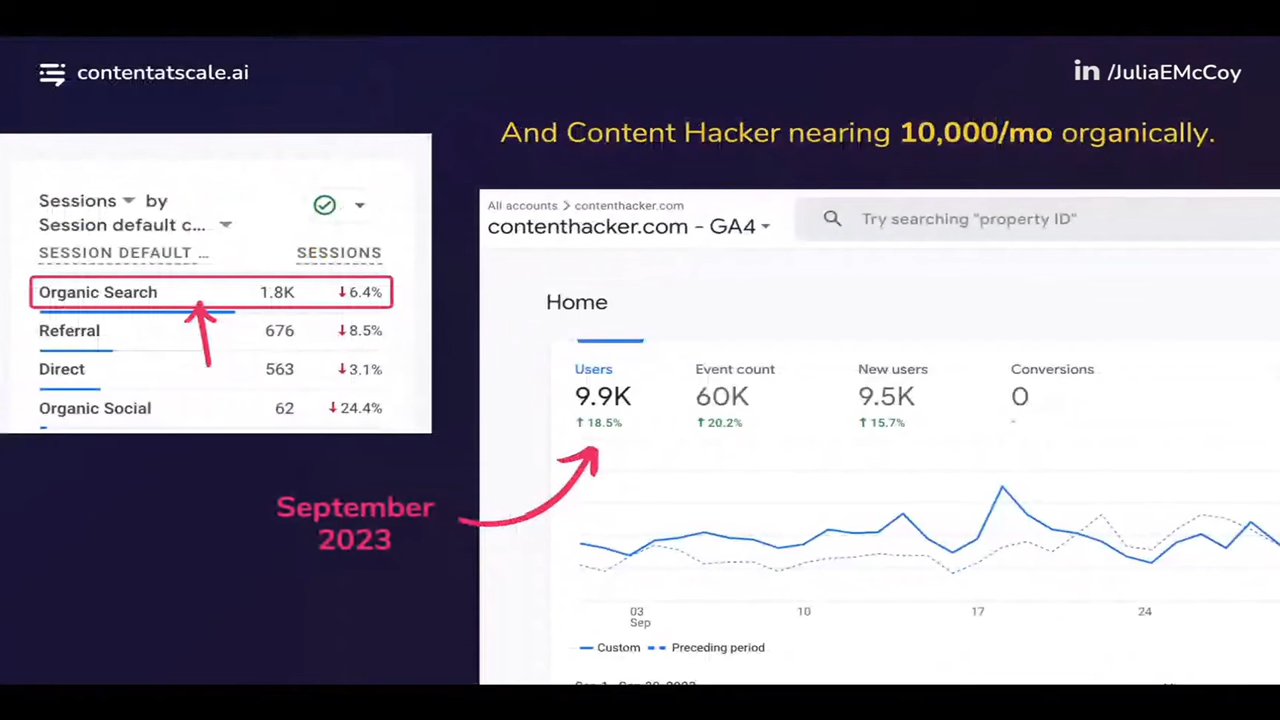 contentatscale.ai
in /JuliaEMcCoy
And Content Hacker nearing 10,000/mo organically.
Sessions by
Session default c...
SESSION DEFAULT ... SESSIONS
Organic Search 1.8K ↓6.4%
Referral 676 ↓8.5%
Direct 563 ↓3.1%
Organic Social 62 ↓24.4%
September
2023
All accounts > contenthacker.com
contenthacker.com - GA4
Try searching "property ID"
Home
Users Event count New users Conversions
9.9K 60K 9.5K 0
↑18.5% ↑20.2% ↑15.7% -
03 10 17 24
Sep
Custom Preceding period